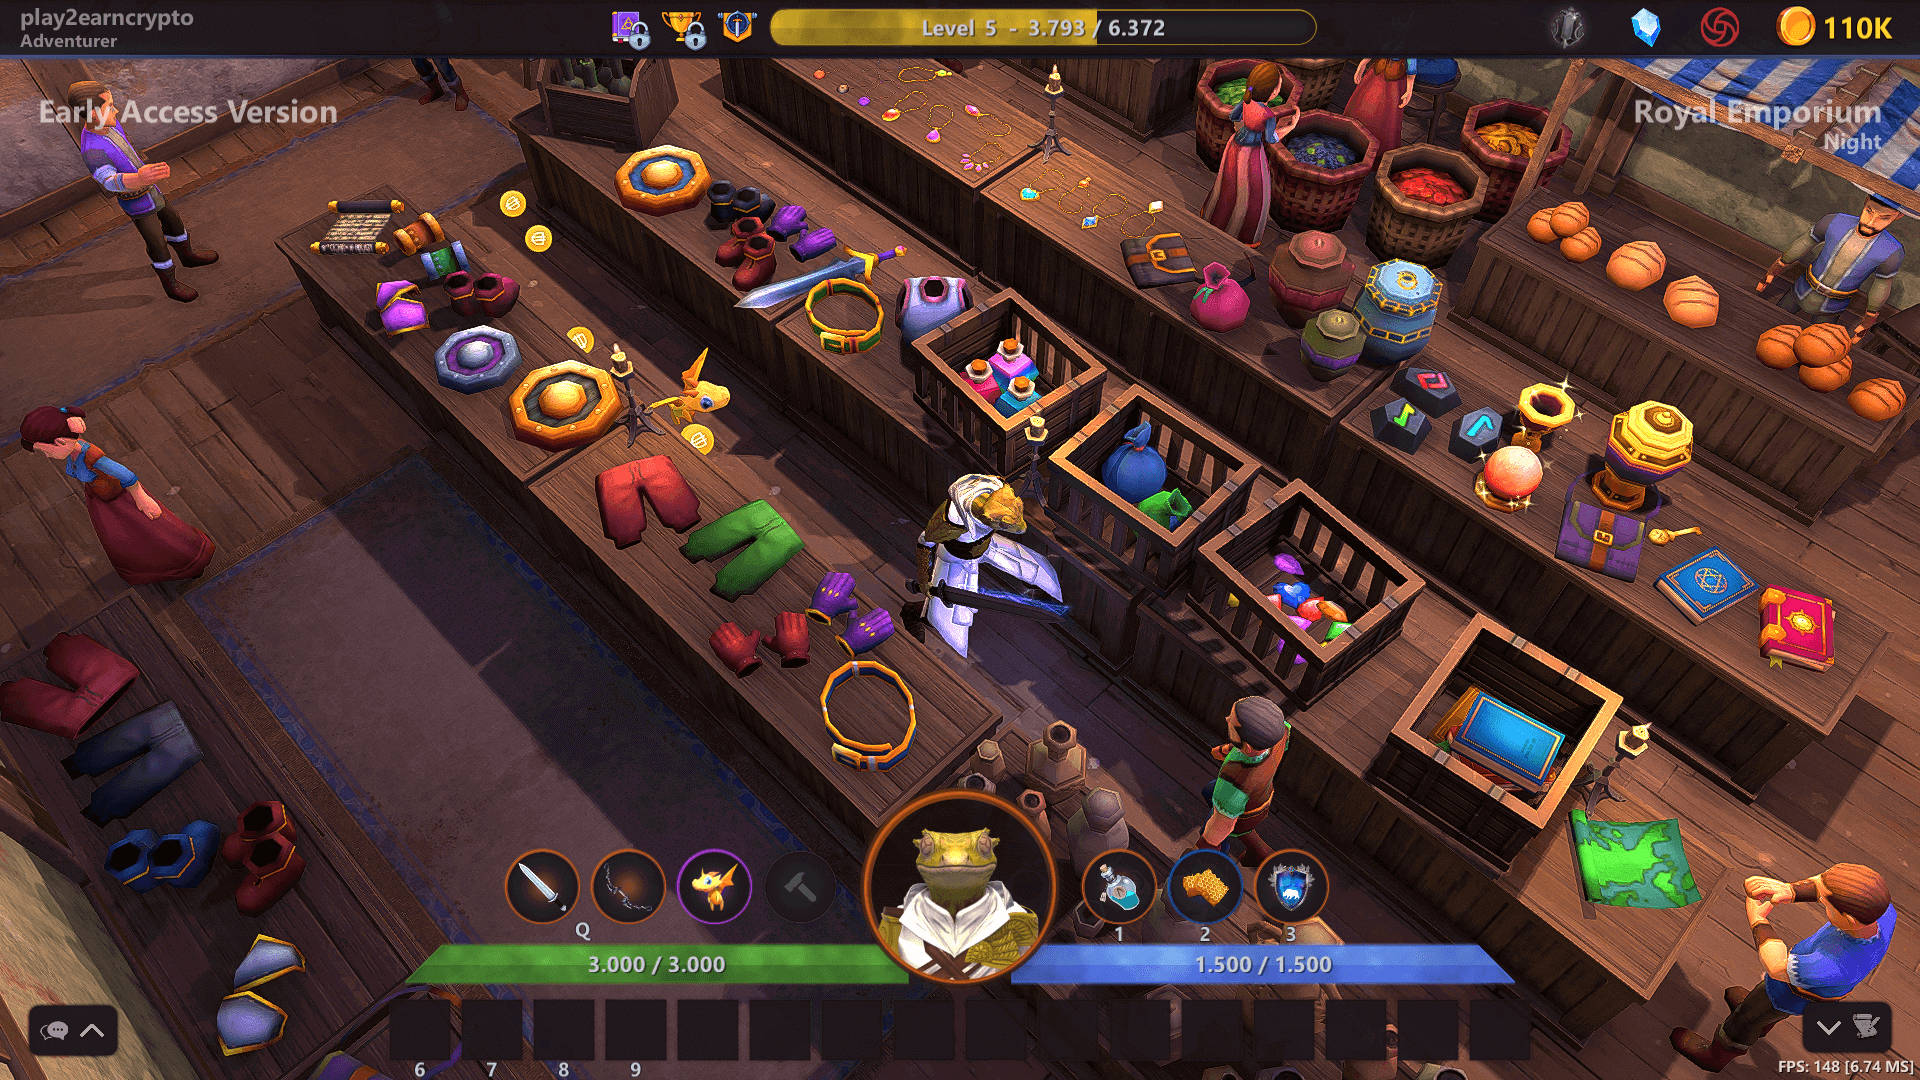 play2earncrypto
Adventurer
Level 5 - 3.793 / 6.372
110K
Early Access Version
Royal Emporium
Night
Q
1
2
3
3.000 / 3.000
1.500 / 1.500
6
7
8
9
FPS: 148 [6.74 MS]